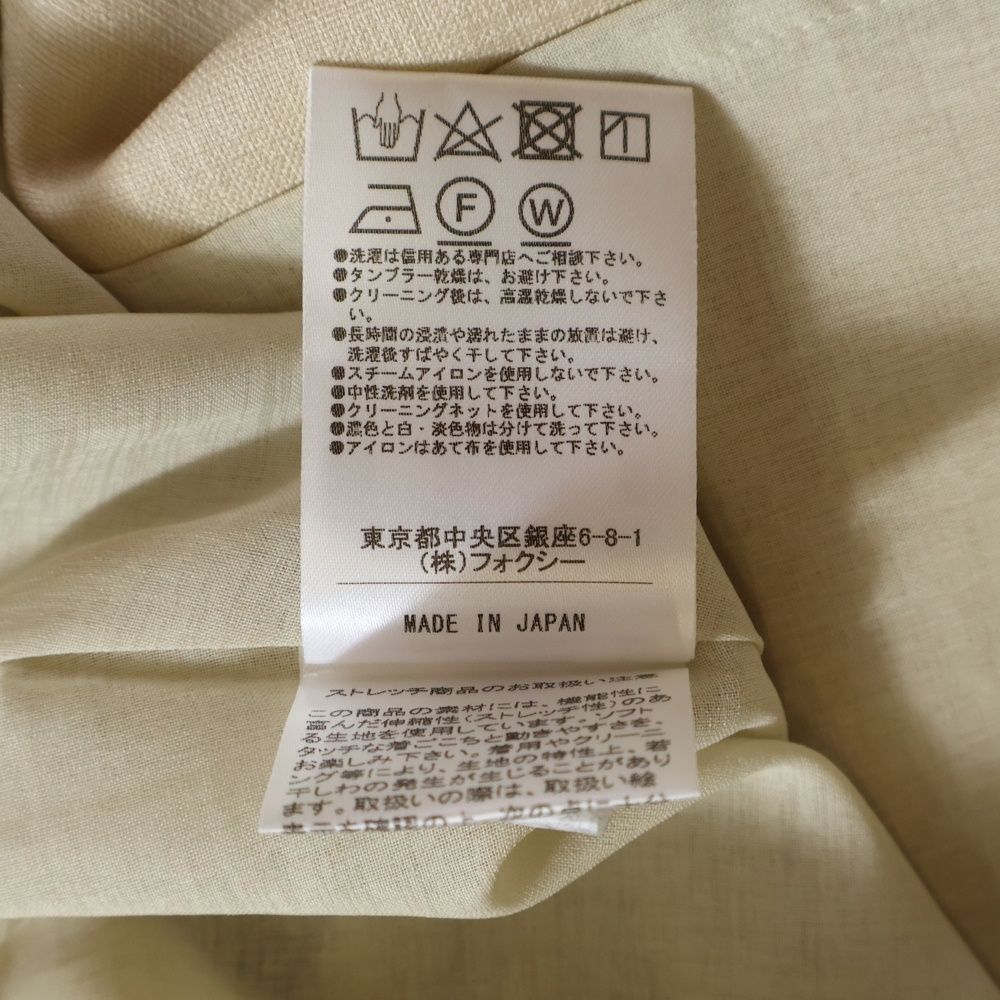 F W
●洗濯は信用ある専門店へご相談下さい。
●タンブラー乾燥は、お避け下さい。
●クリーニング後は、高温乾燥しないで下さ
い。
●長時間の浸漬や濡れたままの放置は避け、
洗濯後すばやく干して下さい。
●スチームアイロンを使用しないで下さい。
●中性洗剤を使用して下さい。
●クリーニングネットを使用して下さい。
●濃色と白・淡色物は分けて洗って下さい。
●アイロンはあて布を使用して下さい。
東京都中央区銀座6-8-1
(株)フォクシー
MADE IN JAPAN
ストレッチ商品のお取扱い注意
この商品の素材には、機能性に
富んだ伸縮性(ストレッチ性)のあ
る生地を使用しています。ソフト
タッチな着ごこちと動きやすさを、
お楽しみ下さい。着用やクリーニ
ング等により、生地の特性上、若
干しわの発生が生じることがあり
ます。取扱いの際は、取扱い絵